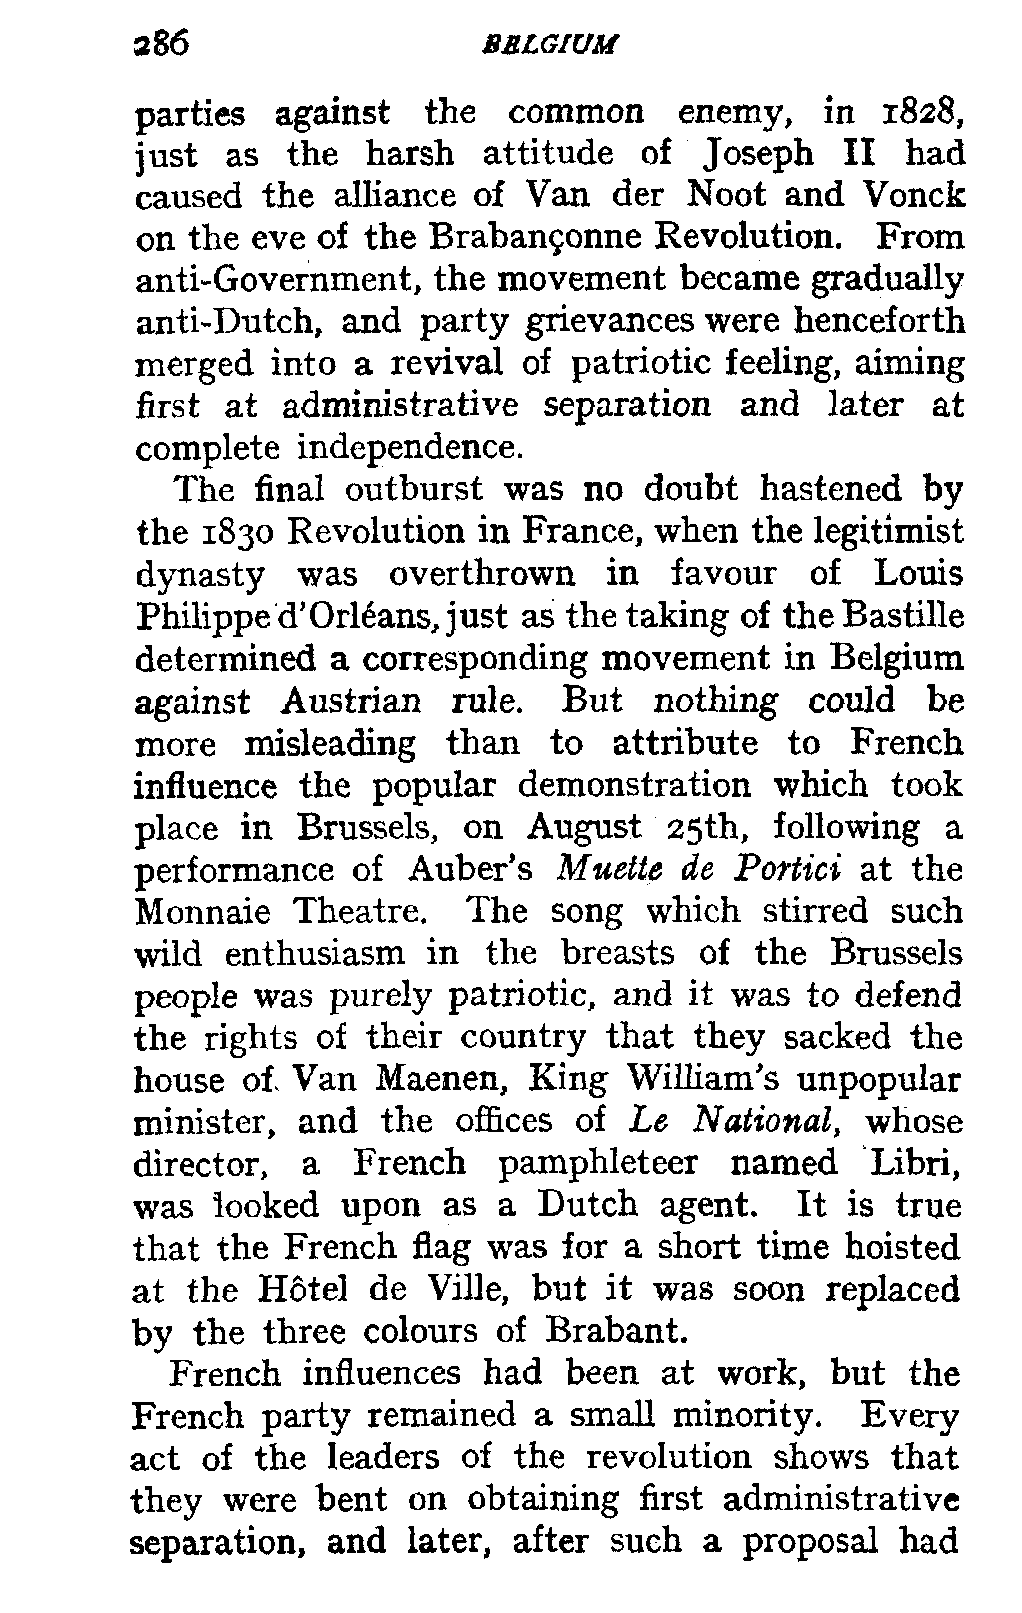 286 BELGIUM
parties against the common enemy, in 1828,
just as the harsh attitude of Joseph II had
caused the alliance of Van der Noot and Vonck
on the eve of the Brabançonne Revolution. From
anti-Government, the movement became gradually
anti-Dutch, and party grievances were henceforth
merged into a revival of patriotic feeling, aiming
first at administrative separation and later at
complete independence.
The final outburst was no doubt hastened by
the 1830 Revolution in France, when the legitimist
dynasty was overthrown in favour of Louis
Philippe d'Orléans, just as the taking of the Bastille
determined a corresponding movement in Belgium
against Austrian rule. But nothing could be
more misleading than to attribute to French
influence the popular demonstration which took
place in Brussels, on August 25th, following a
performance of Auber's Muette de Portici at the
Monnaie Theatre. The song which stirred such
wild enthusiasm in the breasts of the Brussels
people was purely patriotic, and it was to defend
the rights of their country that they sacked the
house of Van Maenen, King William's unpopular
minister, and the offices of Le National, whose
director, a French pamphleteer named Libri,
was looked upon as a Dutch agent. It is true
that the French flag was for a short time hoisted
at the Hôtel de Ville, but it was soon replaced
by the three colours of Brabant.
French influences had been at work, but the
French party remained a small minority. Every
act of the leaders of the revolution shows that
they were bent on obtaining first administrative
separation, and later, after such a proposal had